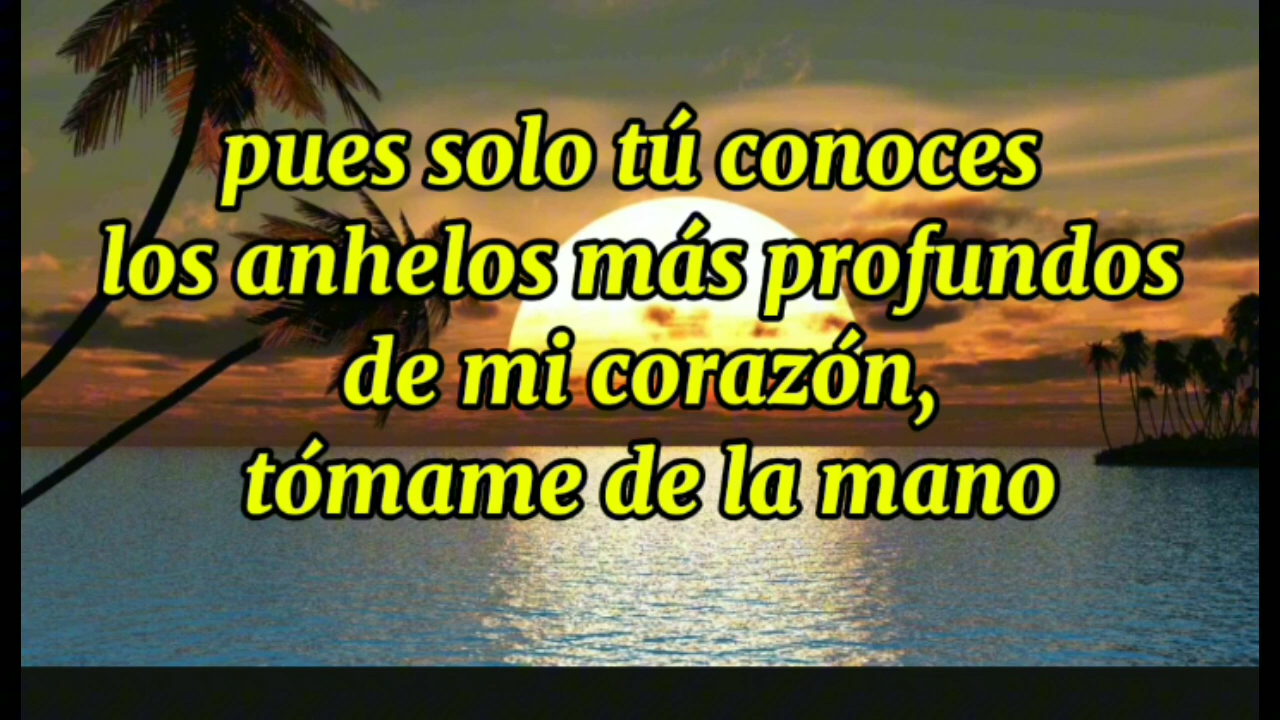 pues solo tú conoces
los anhelos más profundos
de mi corazón,
tómame de la mano